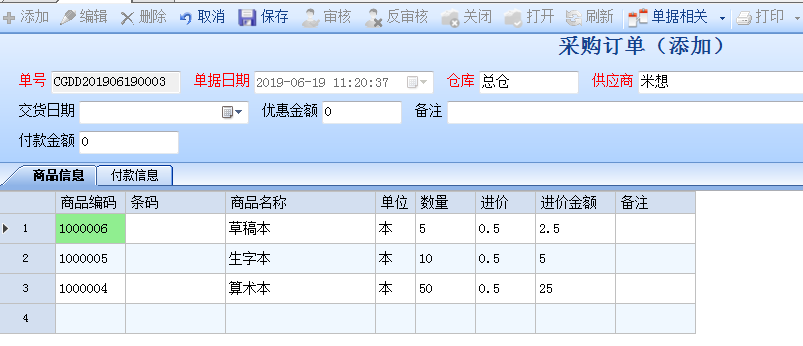 添加 编辑 删除 取消 保存 审核 反审核 关闭 打开 刷新 单据相关 打印
采购订单（添加）
单号 CGDD201906190003 单据日期 2019-06-19 11:20:37 仓库 总仓 供应商 米想
交货日期 优惠金额 0 备注
付款金额 0
商品信息 付款信息
商品编码 条码 商品名称 单位 数量 进价 进价金额 备注
1 1000006 草稿本 本 5 0.5 2.5
2 1000005 生字本 本 10 0.5 5
3 1000004 算术本 本 50 0.5 25
4